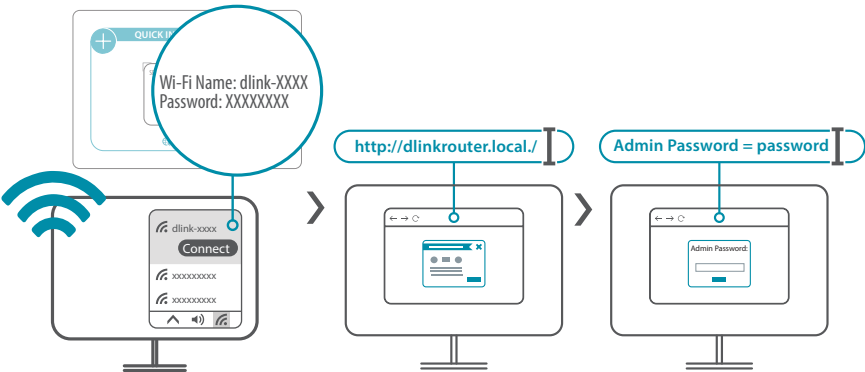 QUICK IN
Wi-Fi Name: dlink-XXXX
Password: XXXXXXXX
dlink-xxxx
Connect
xxxxxxxxx
xxxxxxxxx
http://dlinkrouter.local./
Admin Password = password
Admin Password: